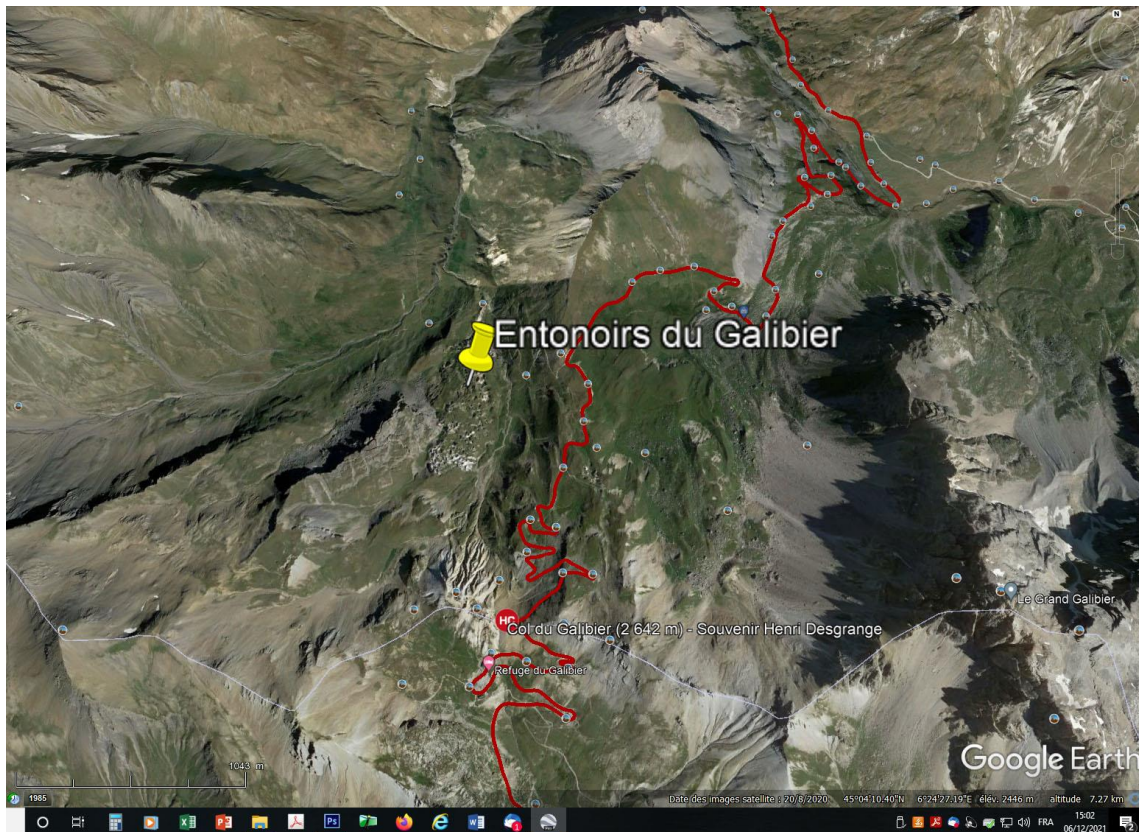 N
Entonoirs du Galibier
Le Grand Galibier
HC
Col du Galibier (2 642 m) - Souvenir Henri Desgrange
Refuge du Galibier
Google Earth
1043 m
1985
Date des images satellite : 20/8/2020 45°04'10.40"N 6°24'27.19"E élév. 2446 m altitude 7.27 km
FRA
15:02
06/12/2021